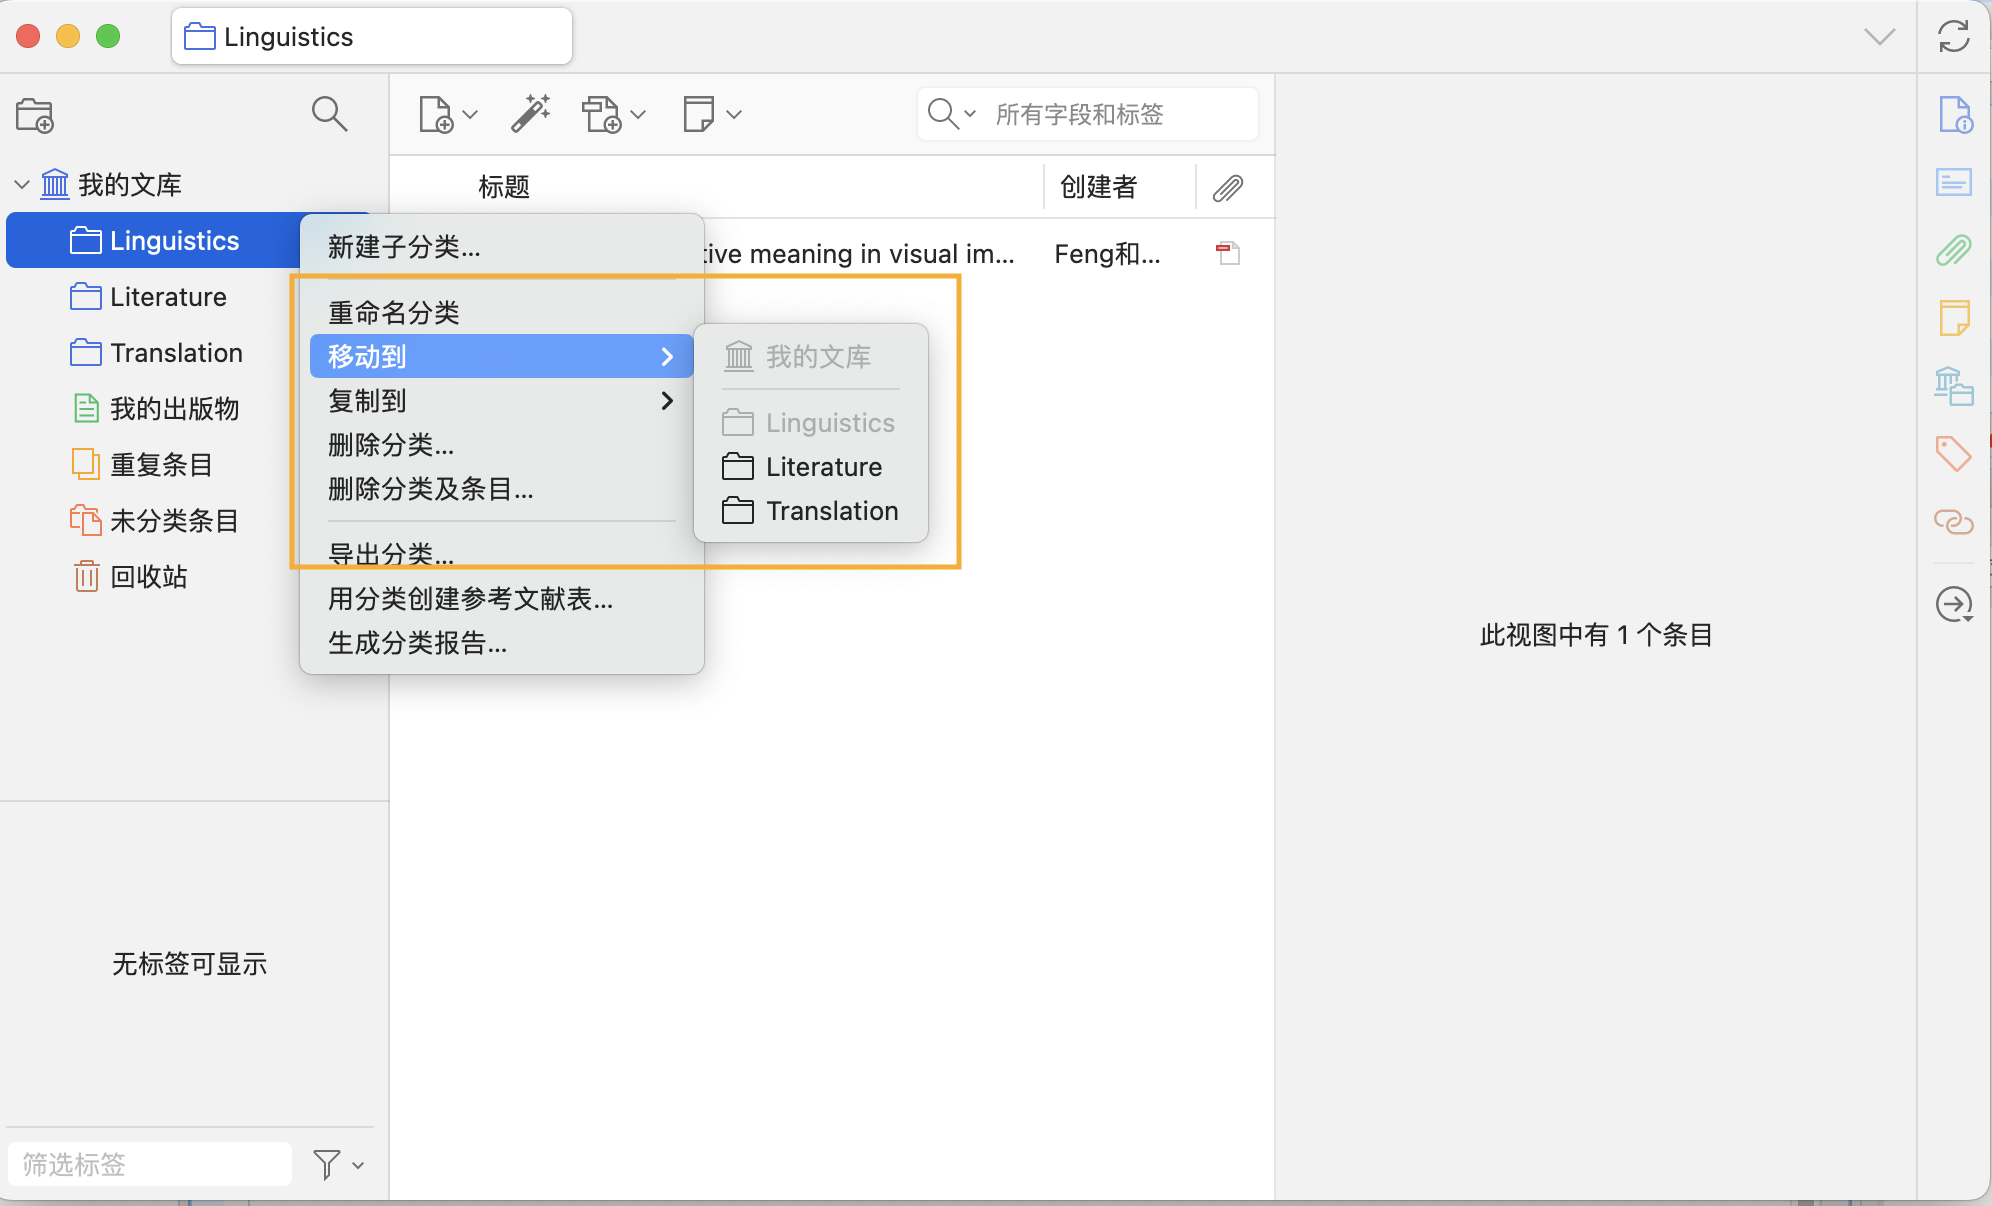 Linguistics
所有字段和标签
我的文库
Linguistics
Literature
Translation
我的出版物
重复条目
未分类条目
回收站
无标签可显示
筛选标签
标题
创建者
tive meaning in visual im...
Feng和...
新建子分类...
重命名分类
移动到
复制到
删除分类...
删除分类及条目...
导出分类...
用分类创建参考文献表...
生成分类报告...
我的文库
Linguistics
Literature
Translation
此视图中有 1 个条目